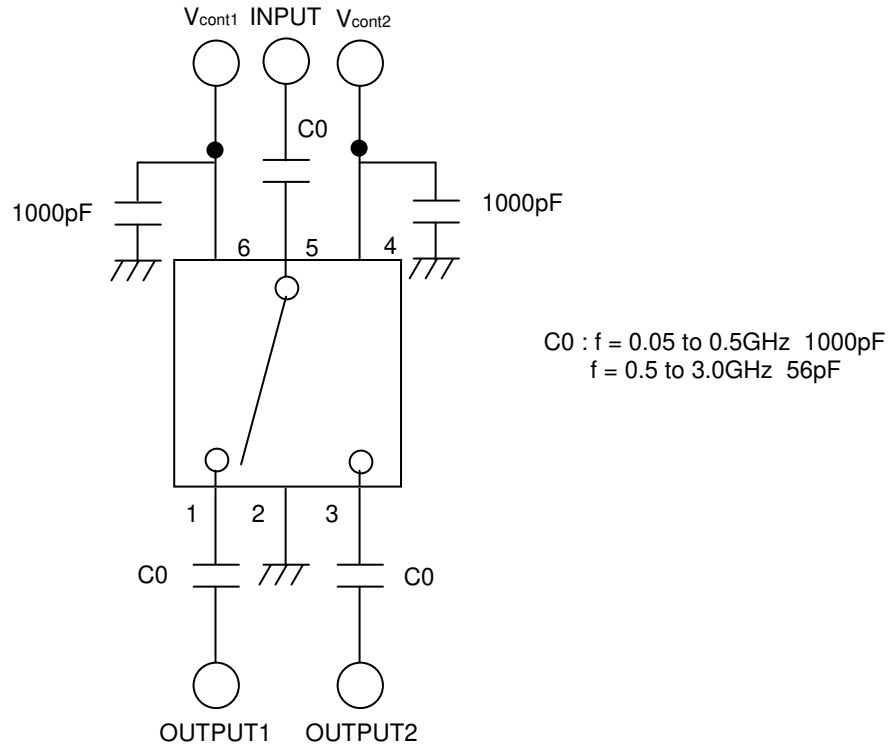 Vcont1 INPUT Vcont2
C0
1000pF
1000pF
6 5 4
C0 : f = 0.05 to 0.5GHz 1000pF
f = 0.5 to 3.0GHz 56pF
1 2 3
C0
C0
OUTPUT1 OUTPUT2